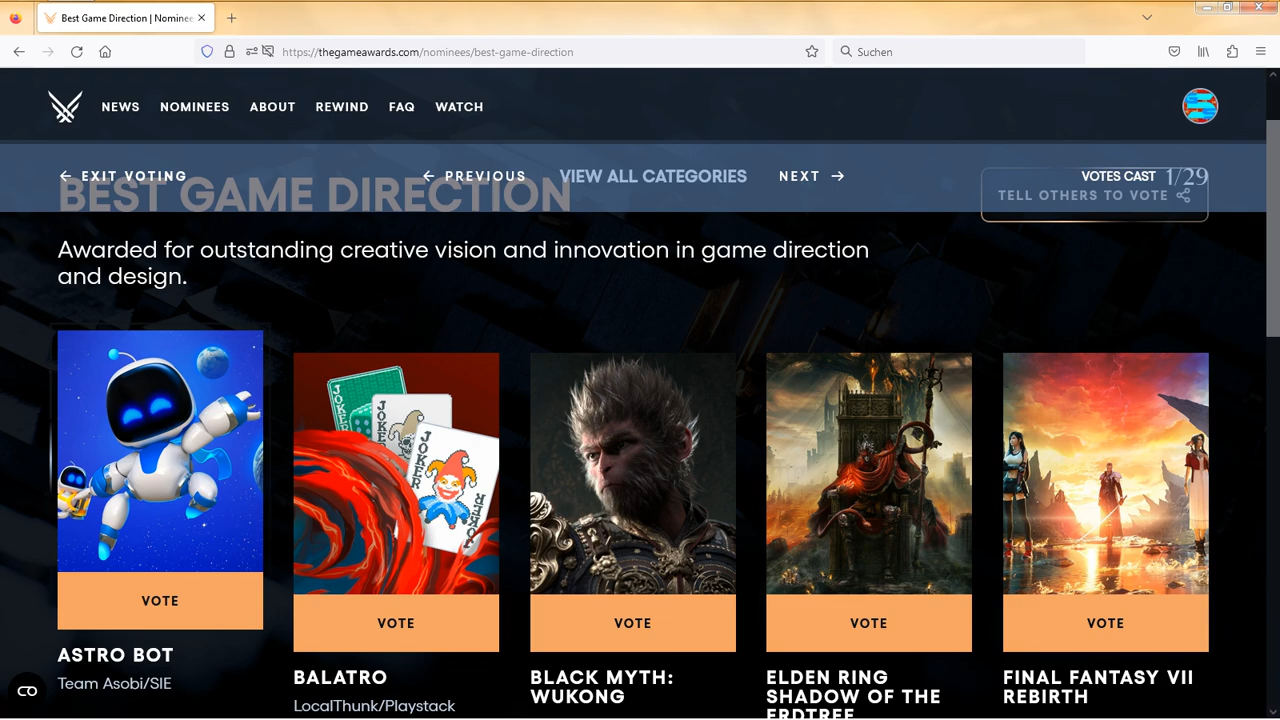 Best Game Direction | Nominee
https://thegameawards.com/nominees/best-game-direction
Suchen
NEWS
NOMINEES
ABOUT
REWIND
FAQ
WATCH
EXIT VOTING
PREVIOUS
VIEW ALL CATEGORIES
NEXT
VOTES CAST 1/29
BEST GAME DIRECTION
TELL OTHERS TO VOTE
Awarded for outstanding creative vision and innovation in game direction
and design.
JOKER
JOKER
JOKER
JOKER
VOTE
VOTE
VOTE
VOTE
VOTE
ASTRO BOT
Team Asobi/SIE
BALATRO
LocalThunk/Playstack
BLACK MYTH:
WUKONG
ELDEN RING
SHADOW OF THE
ERDTREE
FINAL FANTASY VII
REBIRTH